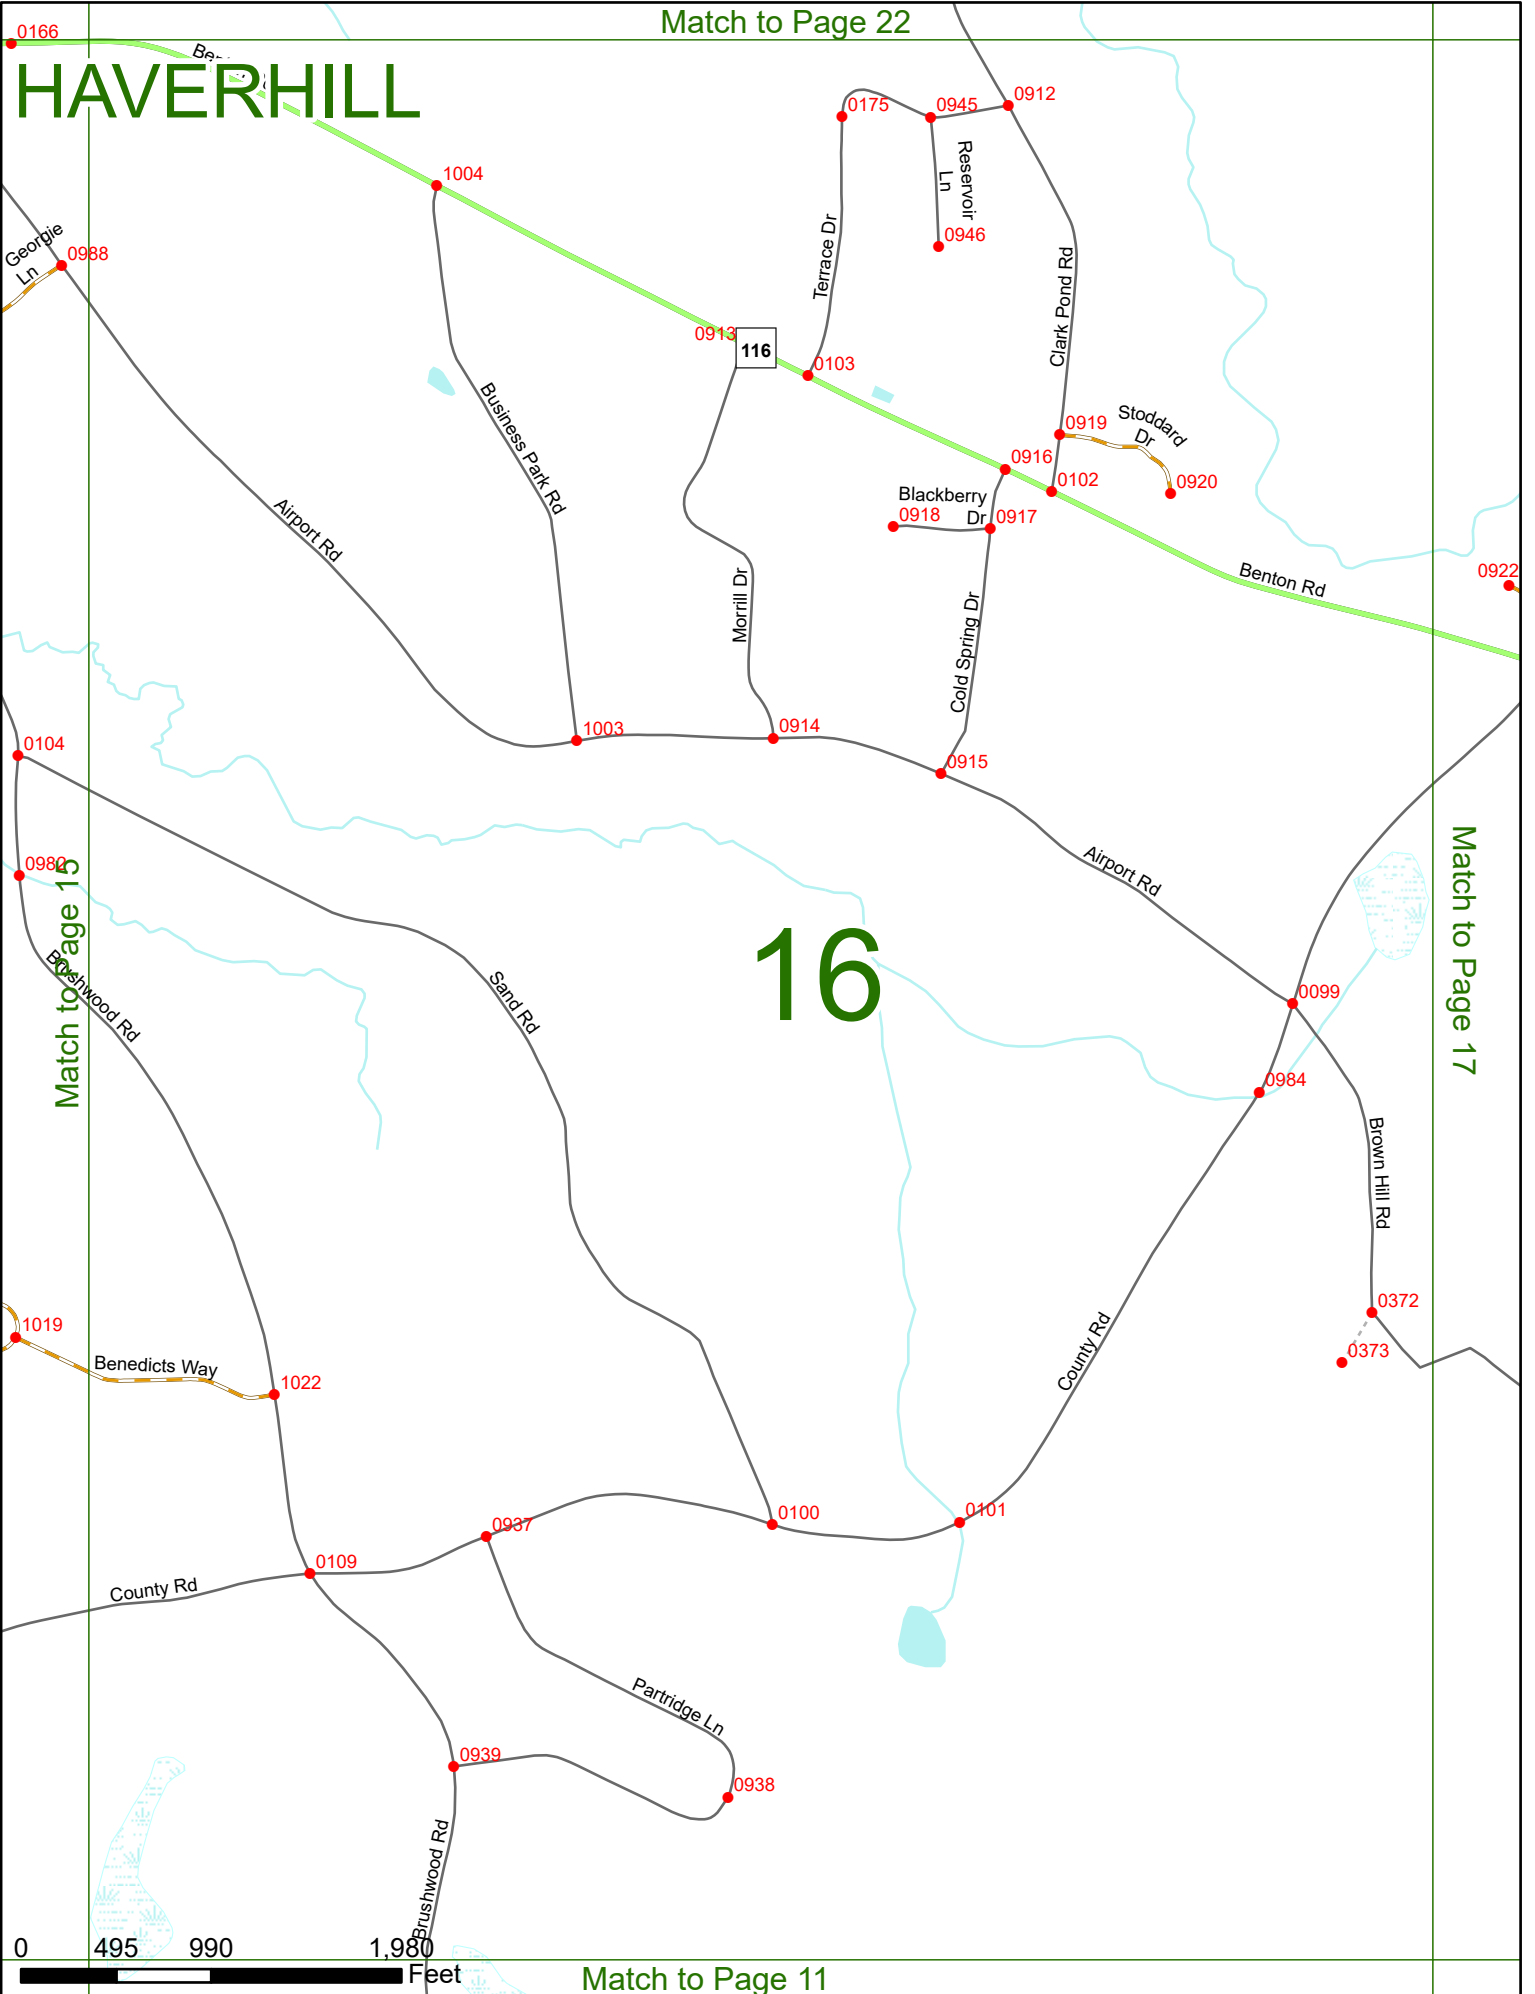 Match to Page 22
0166
HAVERHILL
0912
0175
0945
1004
Reservoir
Ln
Georgie
Ln
0988
0946
Terrace Dr
Clark Pond Rd
0913
116
0103
Business Park Rd
0919
Stoddard
Dr
0916
0102
0920
Blackberry
Dr
0918
0917
Airport Rd
Benton Rd
0922
Morrill Dr
Cold Spring Dr
1003
0914
0104
0915
0982
Airport Rd
Match to Page 15
Match to Page 17
16
Brushwood Rd
Sand Rd
0099
0984
Brown Hill Rd
0372
1019
0373
County Rd
Benedicts Way
1022
0100
0101
0937
0109
County Rd
Partridge Ln
0939
0938
Brushwood Rd
0 495 990 1,980
Feet
Match to Page 11